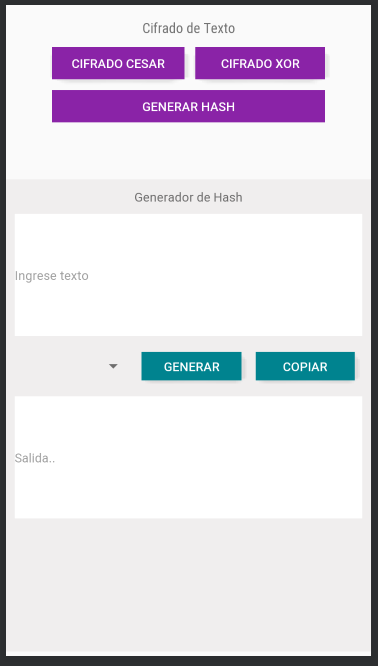 Cifrado de Texto
CIFRADO CESAR CIFRADO XOR
GENERAR HASH
Generador de Hash
Ingrese texto
GENERAR COPIAR
Salida..